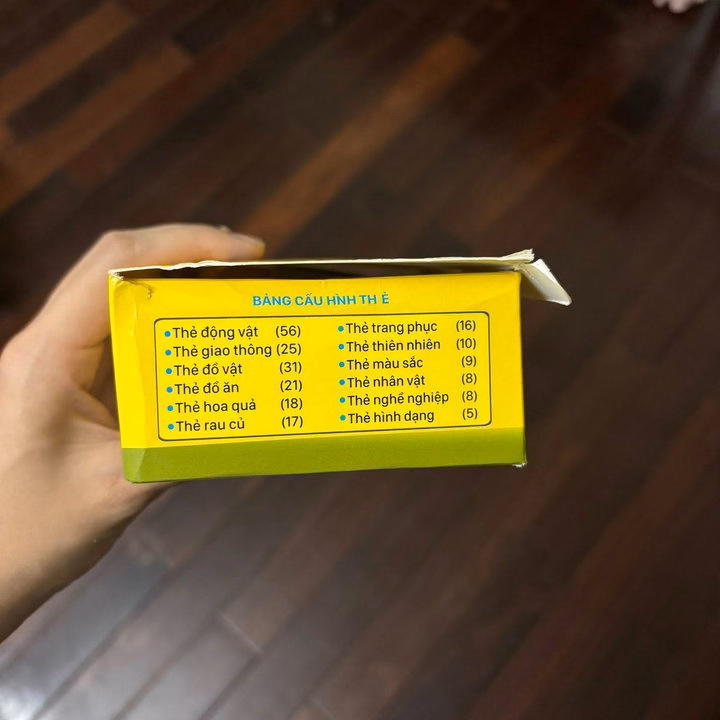 BẢNG CẤU HÌNH THẺ
Thẻ động vật (56)
Thẻ giao thông (25)
Thẻ đồ vật (31)
Thẻ đồ ăn (21)
Thẻ hoa quả (18)
Thẻ rau củ (17)
Thẻ trang phục (16)
Thẻ thiên nhiên (10)
Thẻ màu sắc (9)
Thẻ nhân vật (8)
Thẻ nghề nghiệp (8)
Thẻ hình dạng (5)